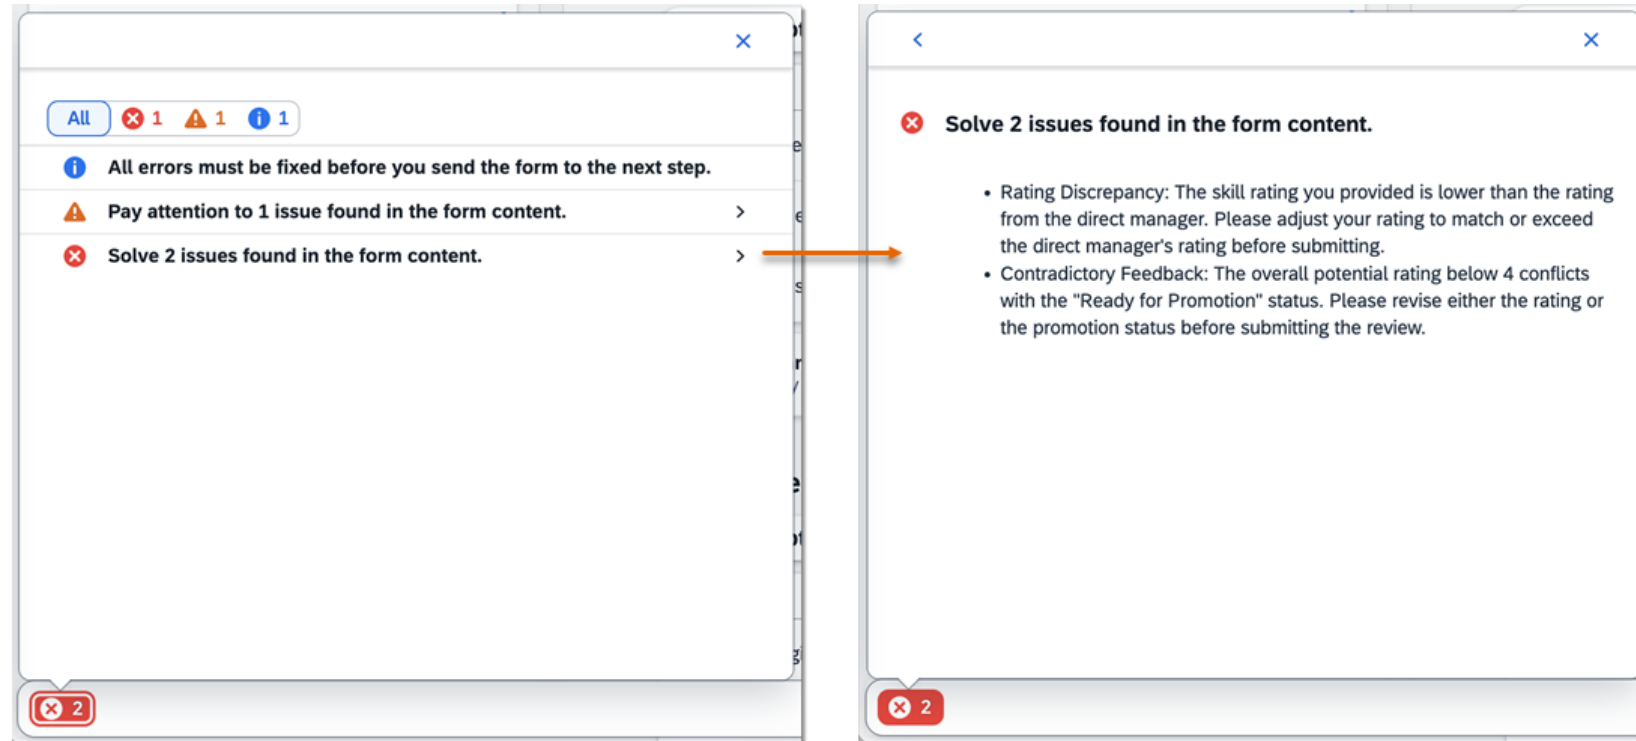 All 1 1 1
All errors must be fixed before you send the form to the next step.
Pay attention to 1 issue found in the form content.
Solve 2 issues found in the form content.
2
Solve 2 issues found in the form content.
• Rating Discrepancy: The skill rating you provided is lower than the rating
from the direct manager. Please adjust your rating to match or exceed
the direct manager's rating before submitting.
• Contradictory Feedback: The overall potential rating below 4 conflicts
with the "Ready for Promotion" status. Please revise either the rating or
the promotion status before submitting the review.
2